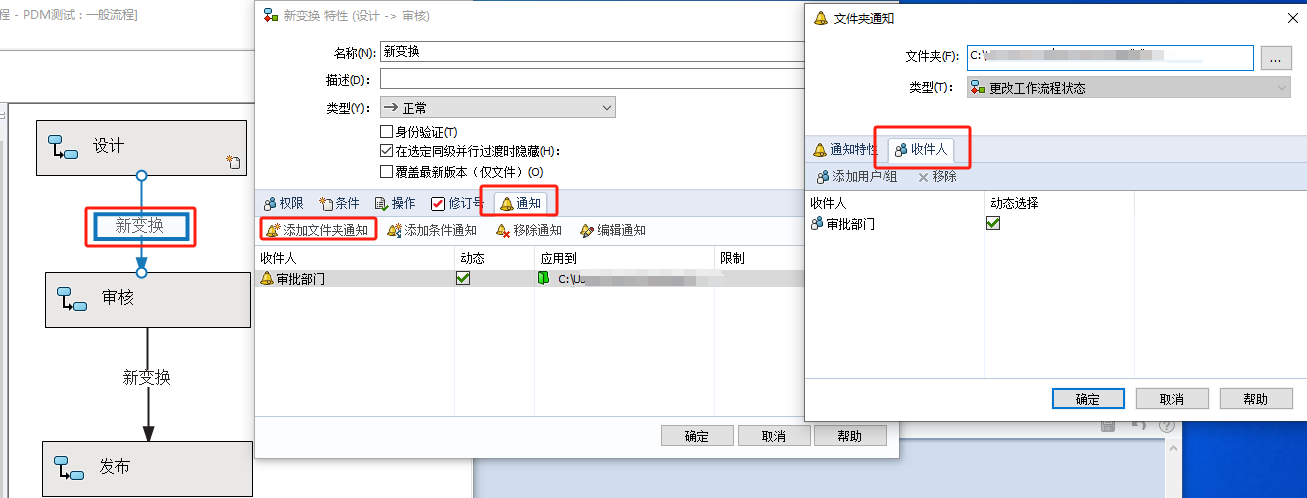 程 - PDM测试 : 一般流程]
设计
新变换
审核
新变换
发布
新变换 特性 (设计 -> 审核)
名称(N): 新变换
描述(D):
类型(Y): 正常
身份验证(T)
在选定同级并行过渡时隐藏(H):
覆盖最新版本（仅文件）(O)
权限 条件 操作 修订号 通知
添加文件夹通知 添加条件通知 移除通知 编辑通知
收件人 动态 应用到 限制
审批部门
确定 取消 帮助
文件夹通知
文件夹(F): C:\
... 
类型(T): 更改工作流程状态
通知特性 收件人
添加用户/组 移除
收件人 动态选择
审批部门
确定 取消 帮助